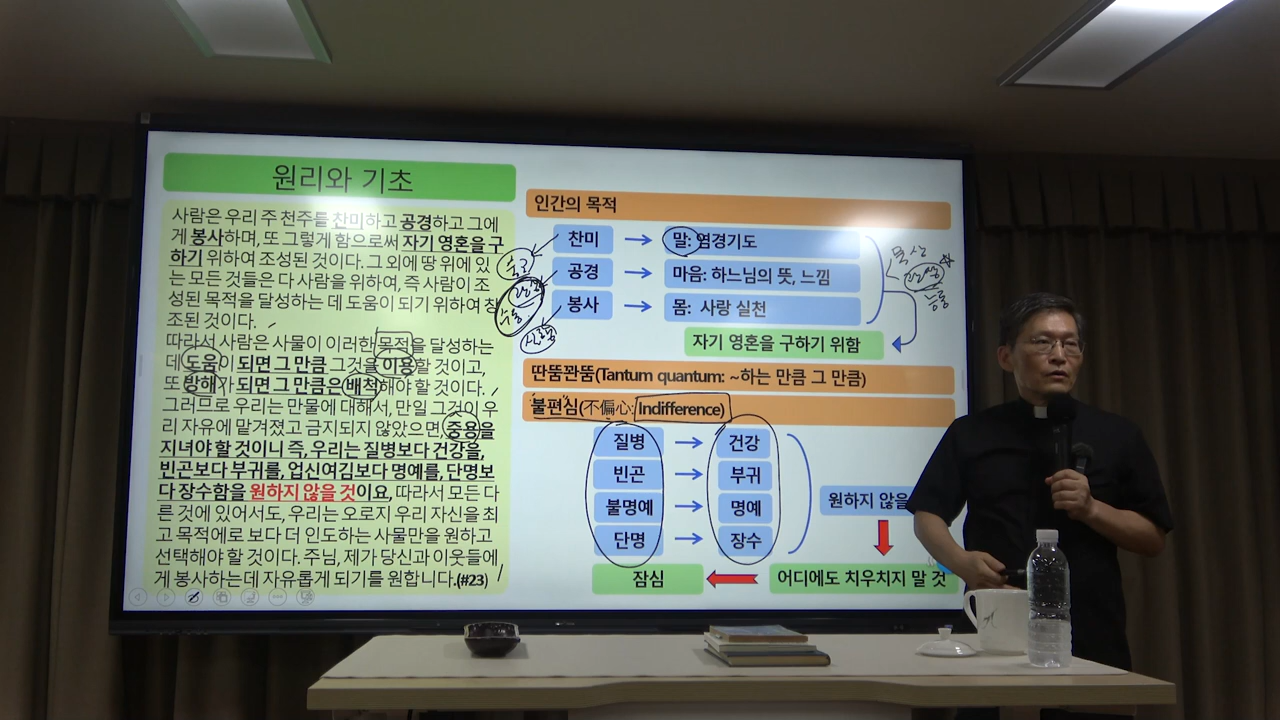 원리와 기초
사람은 우리 주 천주를 찬미하고 공경하고 그에
게 봉사하며, 또 그렇게 함으로써 자기 영혼을 구
하기 위하여 조성된 것이다. 그 외에 땅 위에 있
는 모든 것들은 다 사람을 위하여, 즉 사람이 조
성된 목적을 달성하는 데 도움이 되기 위하여 창
조된 것이다.
따라서 사람은 사물이 이러한 목적을 달성하는
데 도움이 되면 그 만큼 그것을 이용할 것이고,
또 방해가 되면 그 만큼은 배척해야 할 것이다.
그러므로 우리는 만물에 대해서, 만일 그것이 우
리 자유에 맡겨졌고 금지되지 않았으면, 중용을
지녀야 할 것이니 즉, 우리는 질병보다 건강을,
빈곤보다 부귀를, 업신여김보다 명예를, 단명보
다 장수함을 원하지 않을 것이요, 따라서 모든 다
른 것에 있어서도, 우리는 오로지 우리 자신을 최
고 목적에로 보다 더 인도하는 사물만을 원하고
선택해야 할 것이다. 주님, 제가 당신과 이웃들에
게 봉사하는데 자유롭게 되기를 원합니다.(#23)
인간의 목적
찬미 말: 염경기도
공경 마음: 하느님의 뜻, 느낌
봉사 몸: 사랑 실천
묵상
관상
능동
수동
사람들
자기 영혼을 구하기 위함
딴뚬꽌뚬(Tantum quantum: ~하는 만큼 그 만큼)
불편심(不偏心: Indifference)
질병 건강
빈곤 부귀
불명예 명예
단명 장수
원하지 않을
잠심
어디에도 치우치지 말 것